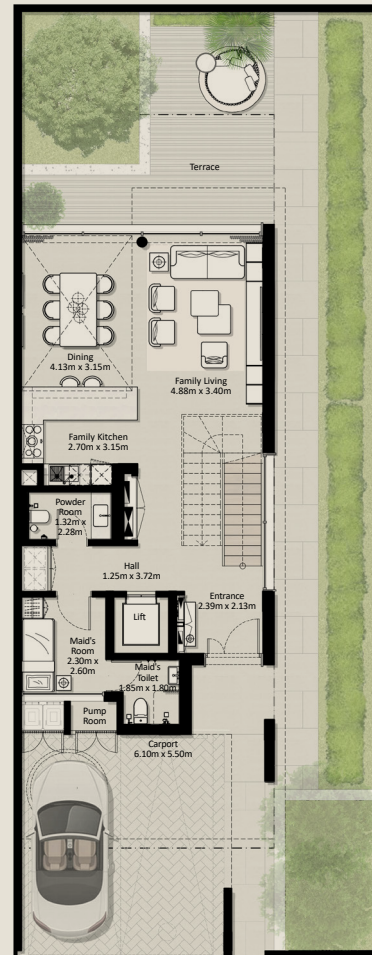 Terrace
Dining
4.13m x 3.15m
Family Living
4.88m x 3.40m
Family Kitchen
2.70m x 3.15m
Powder
Room
1.32m x
2.28m
Hall
1.25m x 3.72m
Lift
Entrance
2.39m x 2.13m
Maid's
Room
2.30m x
2.60m
Maid's
Toilet
1.85m x 1.80m
Pump
Room
Carport
6.10m x 5.50m